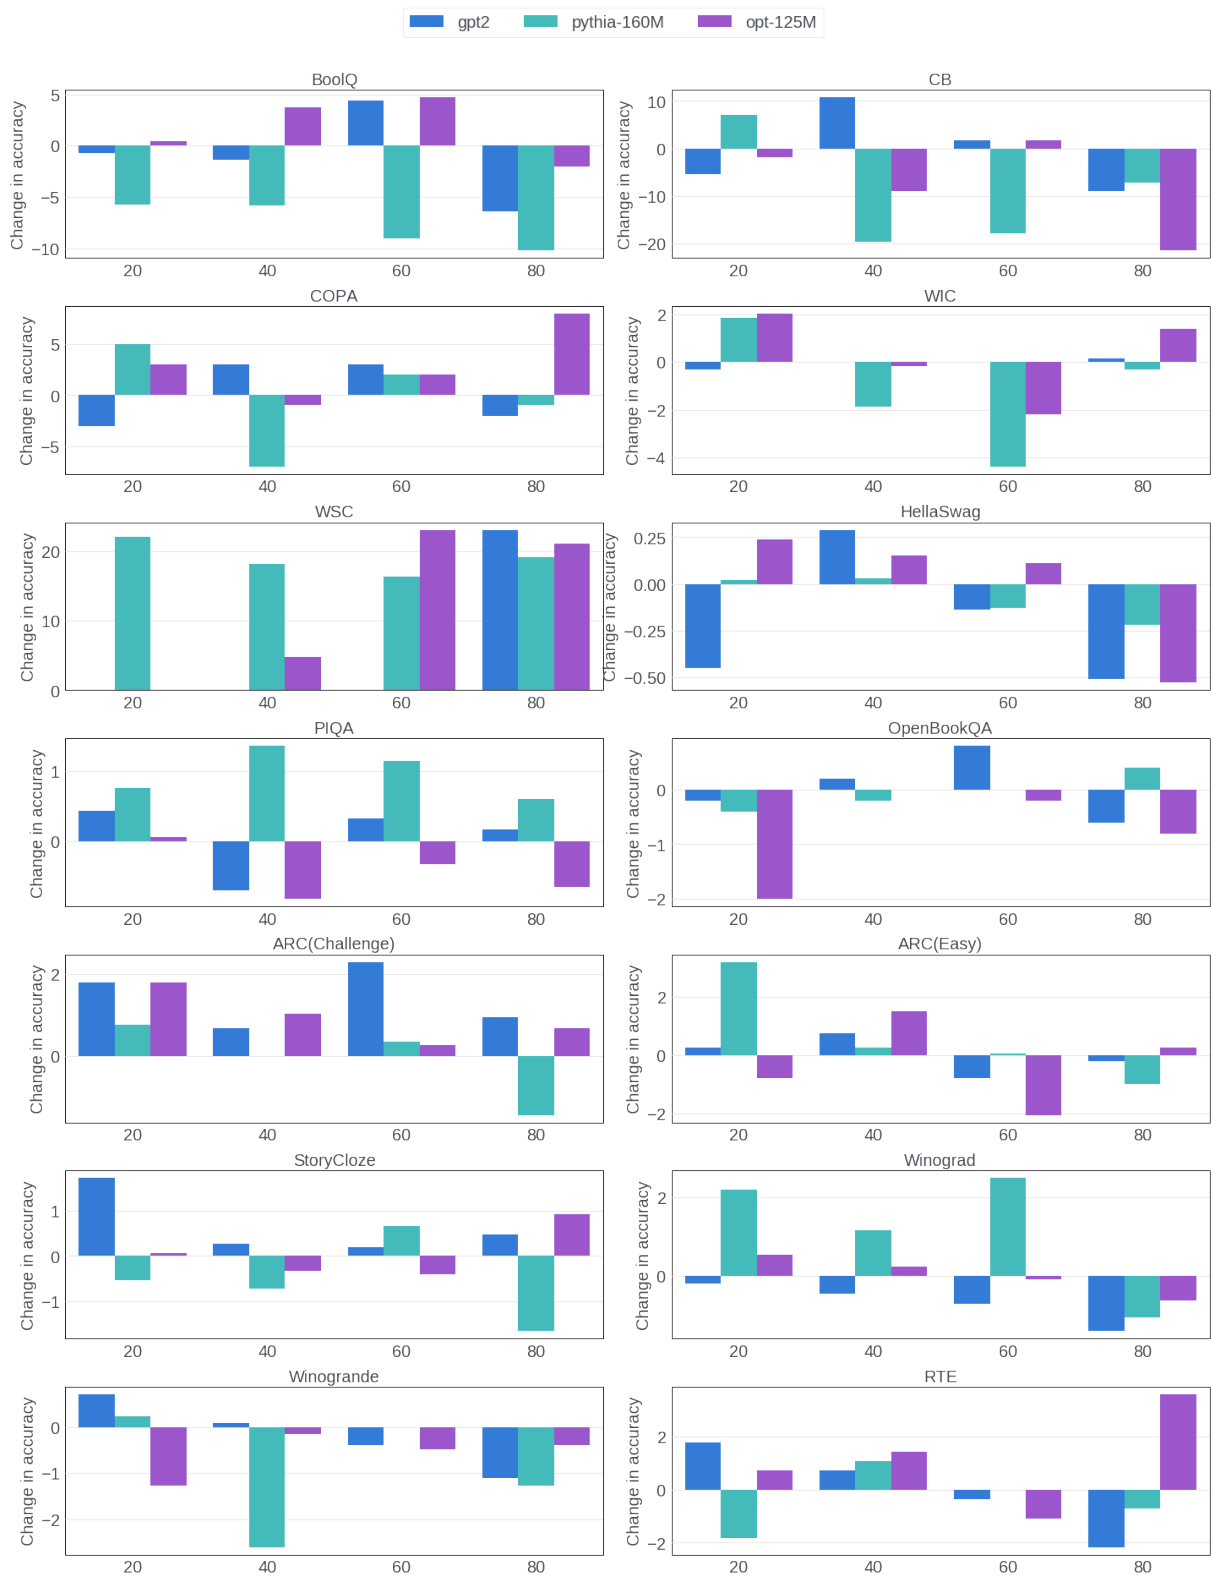 gpt2 pythia-160M opt-125M
BoolQ
Change in accuracy
5
0
−5
−10
20 40 60 80
CB
Change in accuracy
10
0
−10
−20
20 40 60 80
COPA
Change in accuracy
5
0
−5
20 40 60 80
WIC
Change in accuracy
2
0
−2
−4
20 40 60 80
WSC
Change in accuracy
20
10
0
20 40 60 80
HellaSwag
Change in accuracy
0.25
0.00
−0.25
−0.50
20 40 60 80
PIQA
Change in accuracy
1
0
20 40 60 80
OpenBookQA
Change in accuracy
0
−1
−2
20 40 60 80
ARC(Challenge)
Change in accuracy
2
0
20 40 60 80
ARC(Easy)
Change in accuracy
2
0
−2
20 40 60 80
StoryCloze
Change in accuracy
1
0
−1
20 40 60 80
Winograd
Change in accuracy
2
0
20 40 60 80
Winogrande
Change in accuracy
0
−1
−2
20 40 60 80
RTE
Change in accuracy
2
0
−2
20 40 60 80